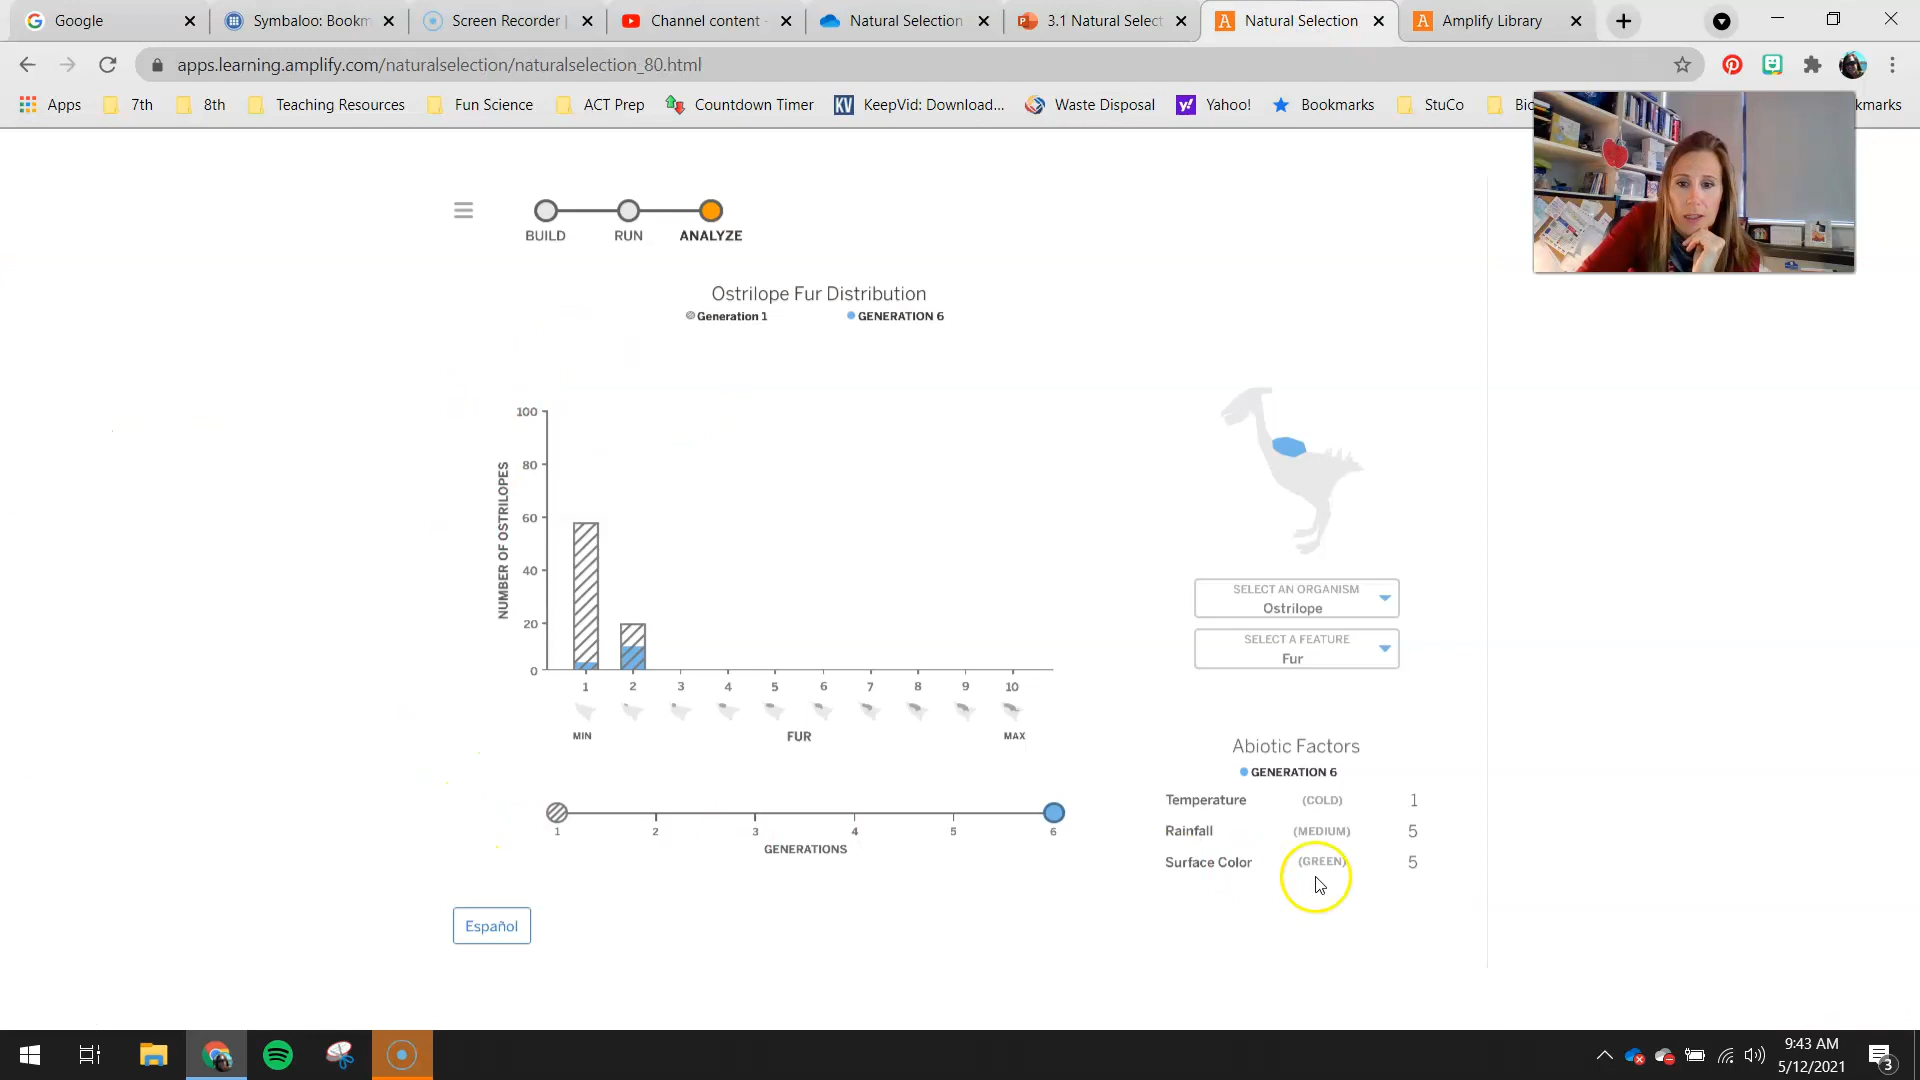 Google
Symbaloo: Bookm
Screen Recorder |
Channel content -
Natural Selection
3.1 Natural Select
Natural Selection
Amplify Library
apps.learning.amplify.com/naturalselection/naturalselection_80.html
Apps
7th
8th
Teaching Resources
Fun Science
ACT Prep
Countdown Timer
KeepVid: Download...
Waste Disposal
Yahoo!
Bookmarks
StuCo
kmarks
BUILD
RUN
ANALYZE
Ostrilope Fur Distribution
Generation 1
GENERATION 6
NUMBER OF OSTRILOPES
100
80
60
40
20
0
1 2 3 4 5 6 7 8 9 10
MIN
FUR
MAX
1 2 3 4 5 6
GENERATIONS
SELECT AN ORGANISM
Ostrilope
SELECT A FEATURE
Fur
Abiotic Factors
GENERATION 6
Temperature (COLD) 1
Rainfall (MEDIUM) 5
Surface Color (GREEN) 5
Español
9:43 AM
5/12/2021
3